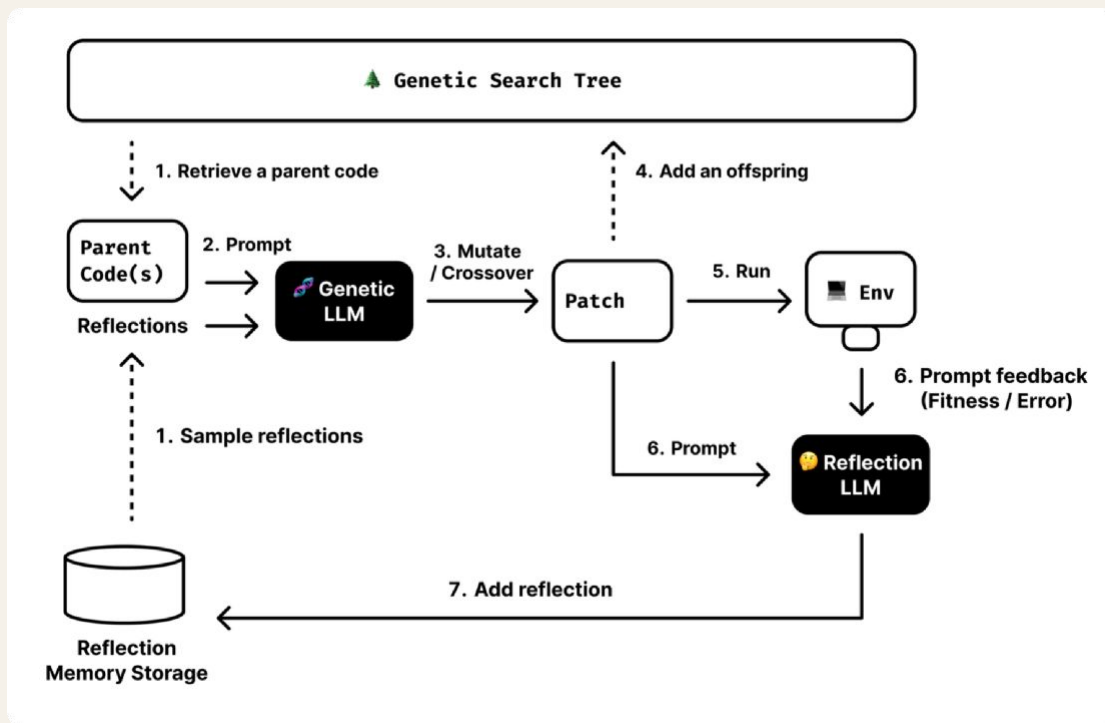 🌲 Genetic Search Tree
1. Retrieve a parent code
4. Add an offspring
Parent
Code(s)
2. Prompt
🧬 Genetic
LLM
3. Mutate
/ Crossover
Patch
5. Run
💻 Env
Reflections
6. Prompt feedback
(Fitness / Error)
1. Sample reflections
6. Prompt
🤔 Reflection
LLM
7. Add reflection
Reflection
Memory Storage